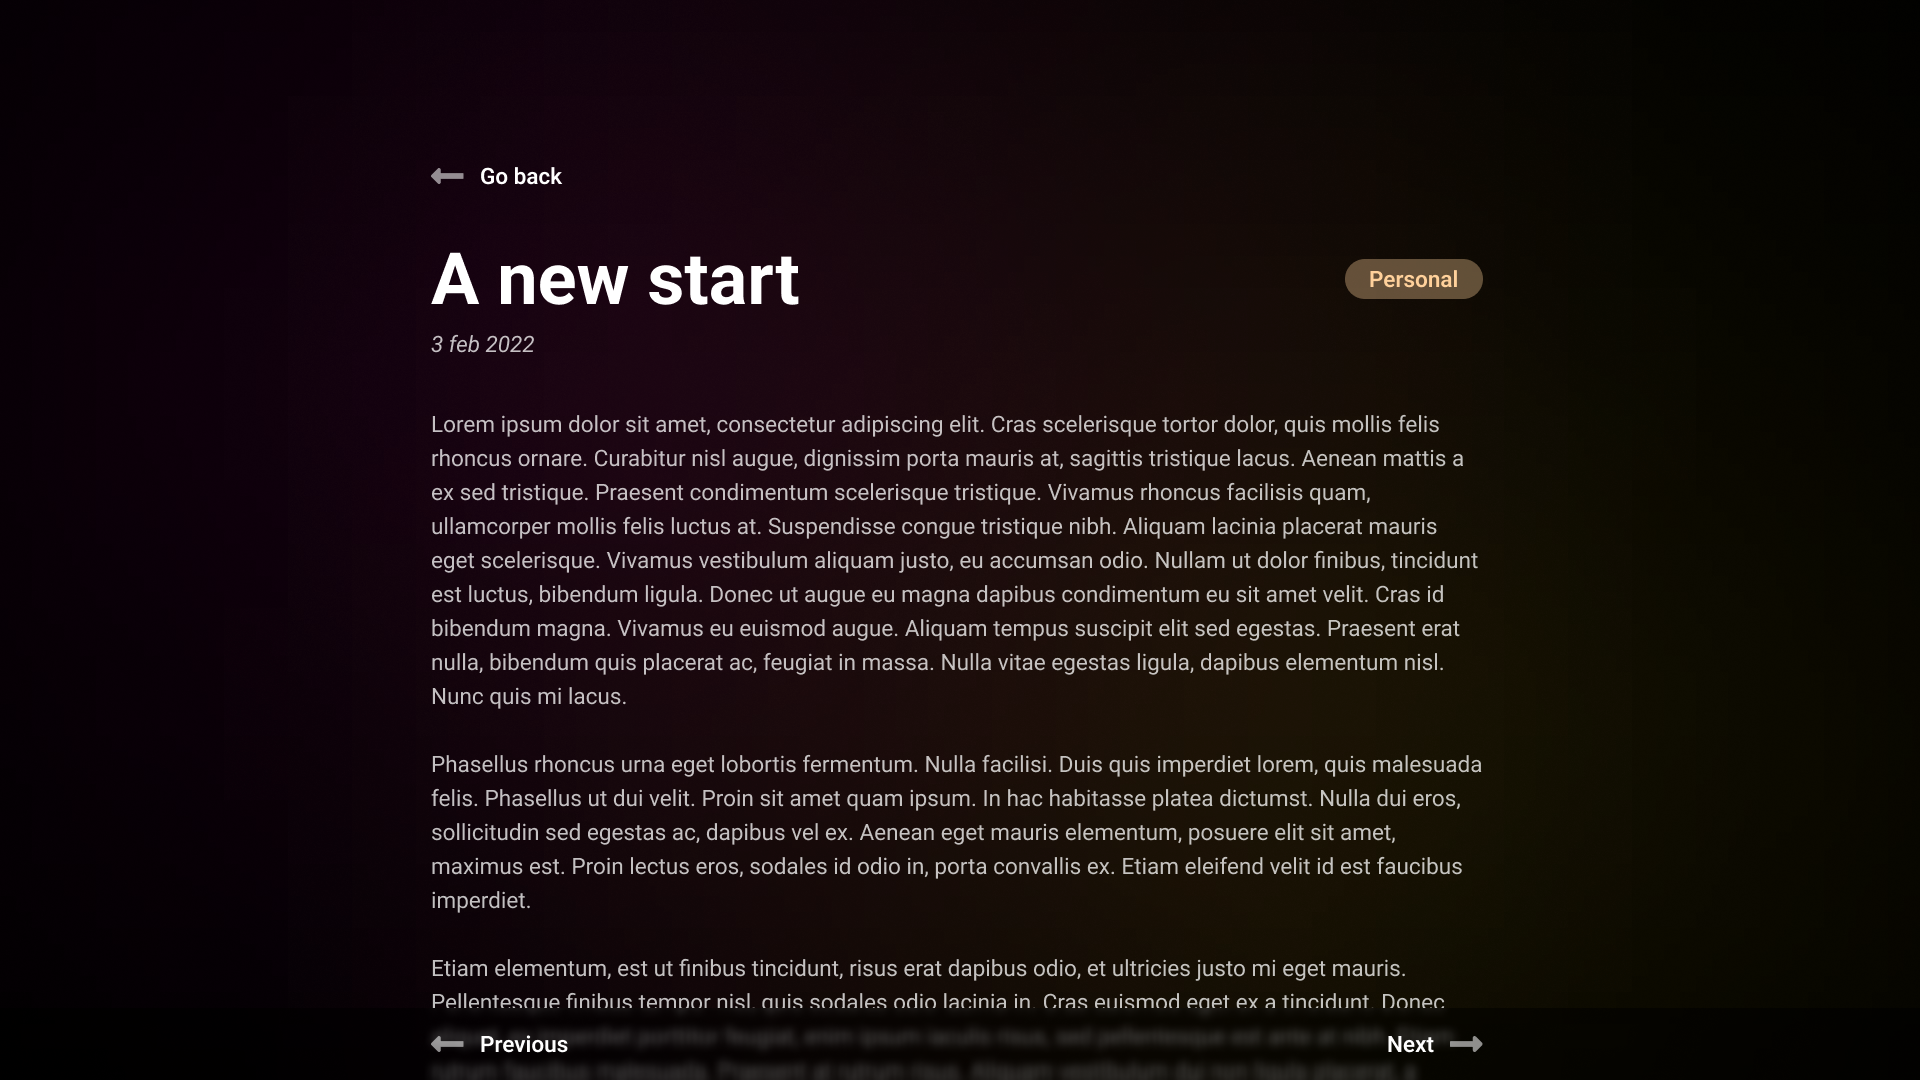 Go back
A new start
Personal
3 feb 2022
Lorem ipsum dolor sit amet, consectetur adipiscing elit. Cras scelerisque tortor dolor, quis mollis felis
rhoncus ornare. Curabitur nisl augue, dignissim porta mauris at, sagittis tristique lacus. Aenean mattis a
ex sed tristique. Praesent condimentum scelerisque tristique. Vivamus rhoncus facilisis quam,
ullamcorper mollis felis luctus at. Suspendisse congue tristique nibh. Aliquam lacinia placerat mauris
eget scelerisque. Vivamus vestibulum aliquam justo, eu accumsan odio. Nullam ut dolor finibus, tincidunt
est luctus, bibendum ligula. Donec ut augue eu magna dapibus condimentum eu sit amet velit. Cras id
bibendum magna. Vivamus eu euismod augue. Aliquam tempus suscipit elit sed egestas. Praesent erat
nulla, bibendum quis placerat ac, feugiat in massa. Nulla vitae egestas ligula, dapibus elementum nisl.
Nunc quis mi lacus.
Phasellus rhoncus urna eget lobortis fermentum. Nulla facilisi. Duis quis imperdiet lorem, quis malesuada
felis. Phasellus ut dui velit. Proin sit amet quam ipsum. In hac habitasse platea dictumst. Nulla dui eros,
sollicitudin sed egestas ac, dapibus vel ex. Aenean eget mauris elementum, posuere elit sit amet,
maximus est. Proin lectus eros, sodales id odio in, porta convallis ex. Etiam eleifend velit id est faucibus
imperdiet.
Etiam elementum, est ut finibus tincidunt, risus erat dapibus odio, et ultricies justo mi eget mauris.
Pellentesque finibus tempor nisl, quis sodales odio lacinia in. Cras euismod eget ex a tincidunt. Donec
Previous
Next